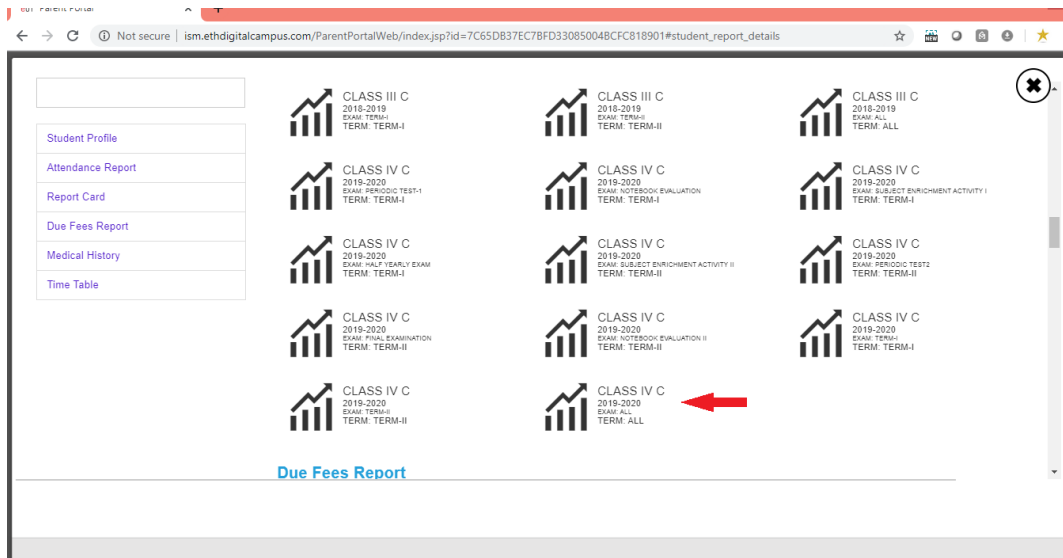 Parent Portal
Not secure | ism.ethdigitalcampus.com/ParentPortalWeb/index.jsp?id=7C65DB37EC7BFD33085004BCFC818901#student_report_details
NEW
Student Profile
Attendance Report
Report Card
Due Fees Report
Medical History
Time Table
CLASS III C
2018-2019
EXAM: TERM-I
TERM: TERM-I
CLASS III C
2018-2019
EXAM: TERM-II
TERM: TERM-II
CLASS III C
2018-2019
EXAM: ALL
TERM: ALL
CLASS IV C
2019-2020
EXAM: PERIODIC TEST-1
TERM: TERM-I
CLASS IV C
2019-2020
EXAM: NOTEBOOK EVALUATION
TERM: TERM-I
CLASS IV C
2019-2020
EXAM: SUBJECT ENRICHMENT ACTIVITY I
TERM: TERM-I
CLASS IV C
2019-2020
EXAM: HALF YEARLY EXAM
TERM: TERM-I
CLASS IV C
2019-2020
EXAM: SUBJECT ENRICHMENT ACTIVITY II
TERM: TERM-II
CLASS IV C
2019-2020
EXAM: PERIODIC TEST2
TERM: TERM-II
CLASS IV C
2019-2020
EXAM: FINAL EXAMINATION
TERM: TERM-II
CLASS IV C
2019-2020
EXAM: NOTEBOOK EVALUATION II
TERM: TERM-II
CLASS IV C
2019-2020
EXAM: TERM-I
TERM: TERM-I
CLASS IV C
2019-2020
EXAM: TERM-II
TERM: TERM-II
CLASS IV C
2019-2020
EXAM: ALL
TERM: ALL
Due Fees Report